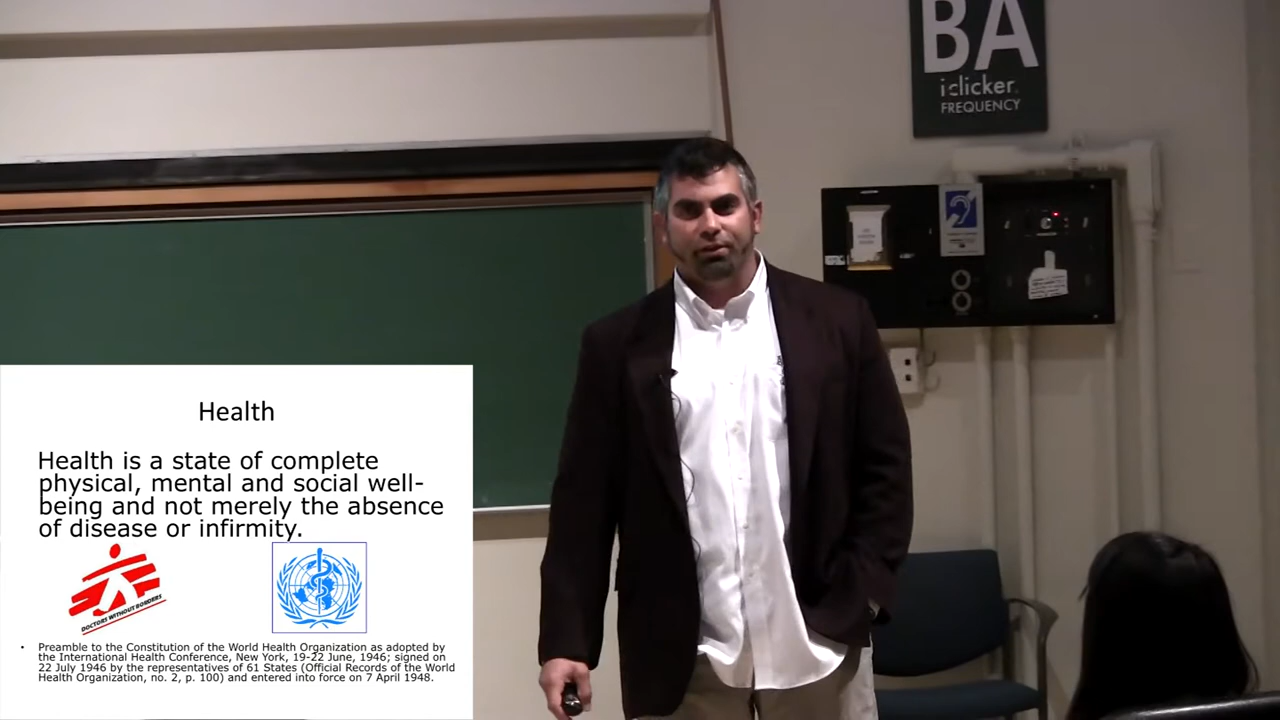 BA
iclicker.
FREQUENCY
Health
Health is a state of complete
physical, mental and social well-
being and not merely the absence
of disease or infirmity.
DOCTORS WITHOUT BORDERS
• Preamble to the Constitution of the World Health Organization as adopted by
the International Health Conference, New York, 19-22 June, 1946; signed on
22 July 1946 by the representatives of 61 States (Official Records of the World
Health Organization, no. 2, p. 100) and entered into force on 7 April 1948.